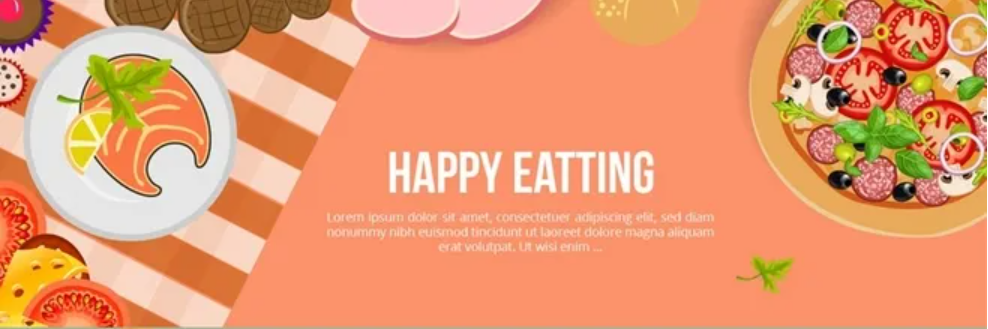 HAPPY EATTING
Lorem ipsum dolor sit amet, consectetuer adipiscing elit, sed diam
nonummy nibh euismod tincidunt ut laoreet dolore magna aliquam
erat volutpat. Ut wisi enim ...